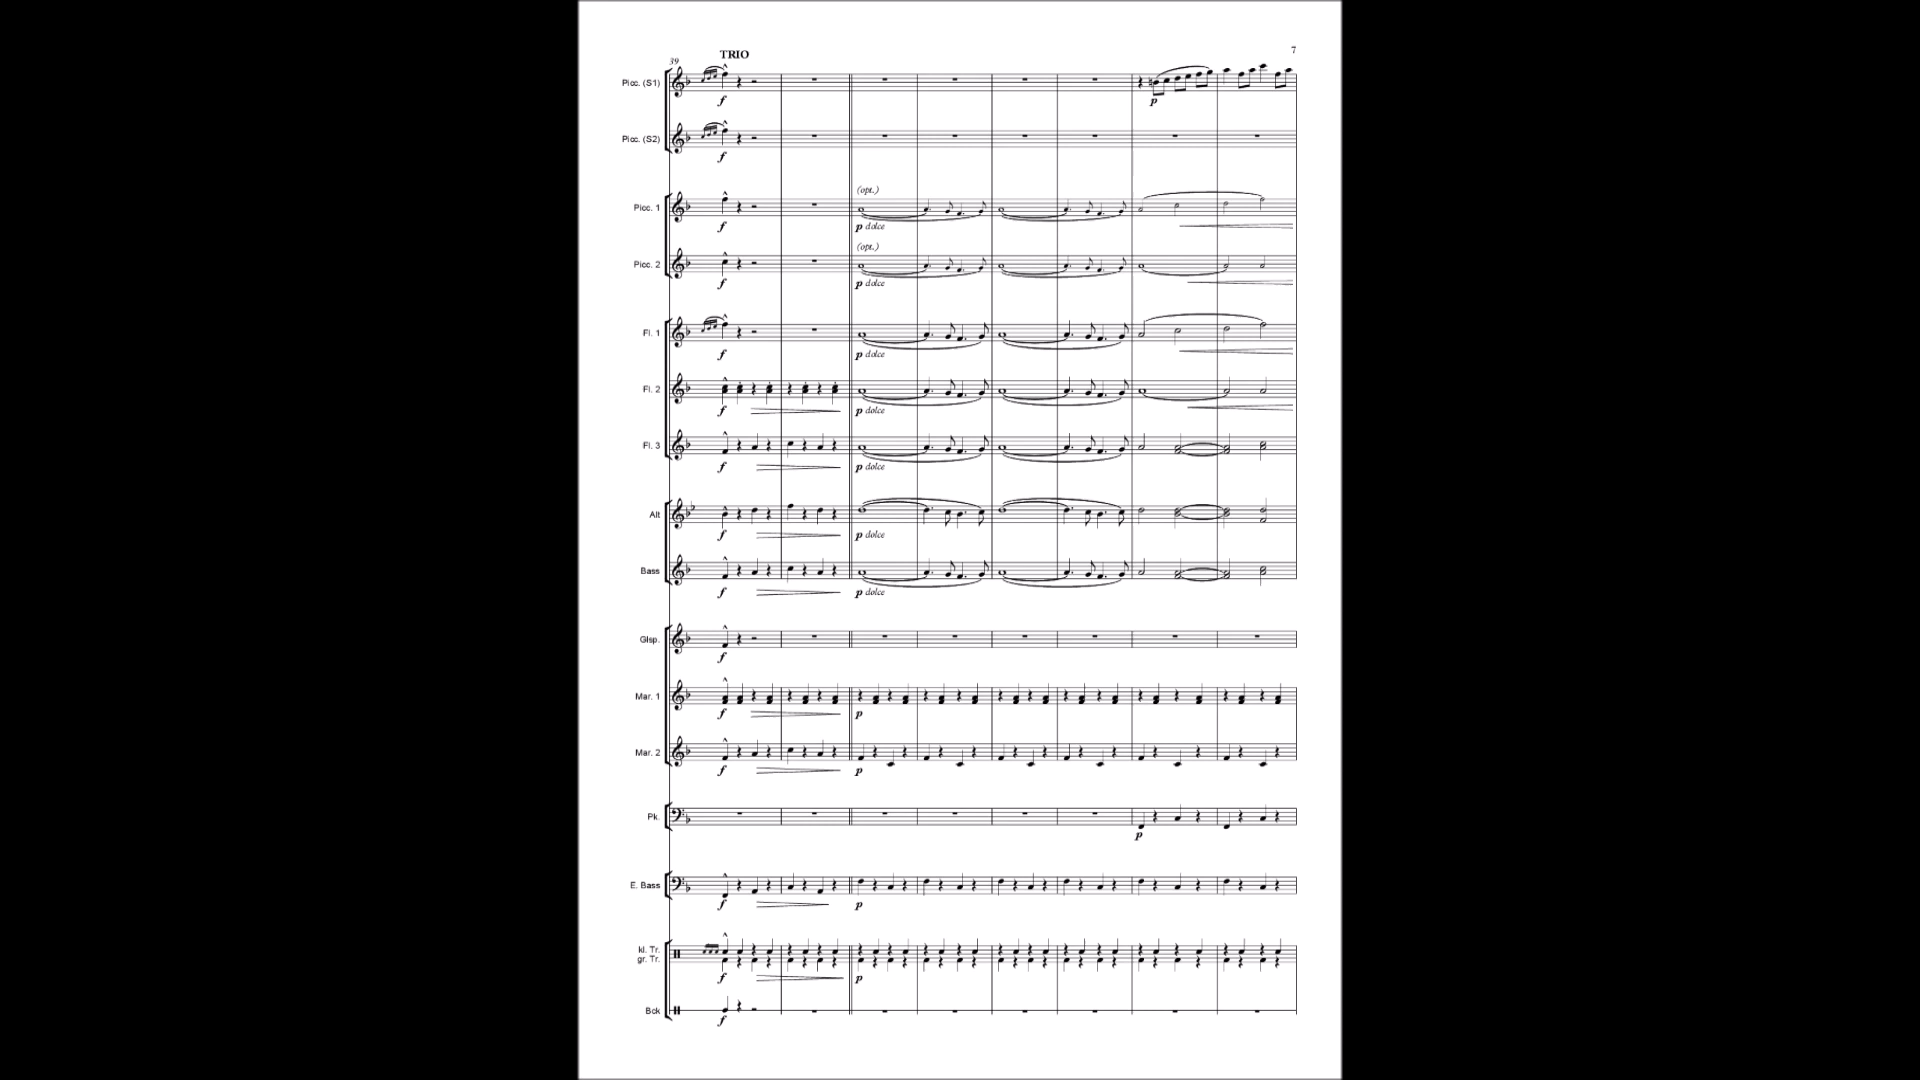 TRIO
7
39
Picc. (S1)
f
p
Picc. (S2)
f
(opt.)
Picc. 1
f
p dolce
(opt.)
Picc. 2
f
p dolce
Fl. 1
f
p dolce
Fl. 2
f
p dolce
Fl. 3
f
p dolce
Alt
f
p dolce
Bass
f
p dolce
Glsp.
f
Mar. 1
f
p
Mar. 2
f
p
Pk.
p
E. Bass
f
p
kl. Tr.
gr. Tr.
f
p
Bck
f